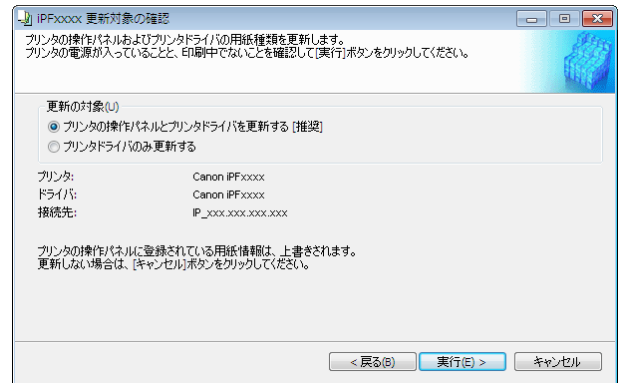 iPFxxxx 更新対象の確認
プリンタの操作パネルおよびプリンタドライバの用紙種類を更新します。
プリンタの電源が入っていることと、印刷中でないことを確認して[実行]ボタンをクリックしてください。
更新の対象(U)
プリンタの操作パネルとプリンタドライバを更新する [推奨]
プリンタドライバのみ更新する
プリンタ: Canon iPFxxxx
ドライバ: Canon iPFxxxx
接続先: IP_xxx.xxx.xxx.xxx
プリンタの操作パネルに登録されている用紙情報は、上書きされます。
更新しない場合は、[キャンセル]ボタンをクリックしてください。
< 戻る(B) 実行(E) > キャンセル